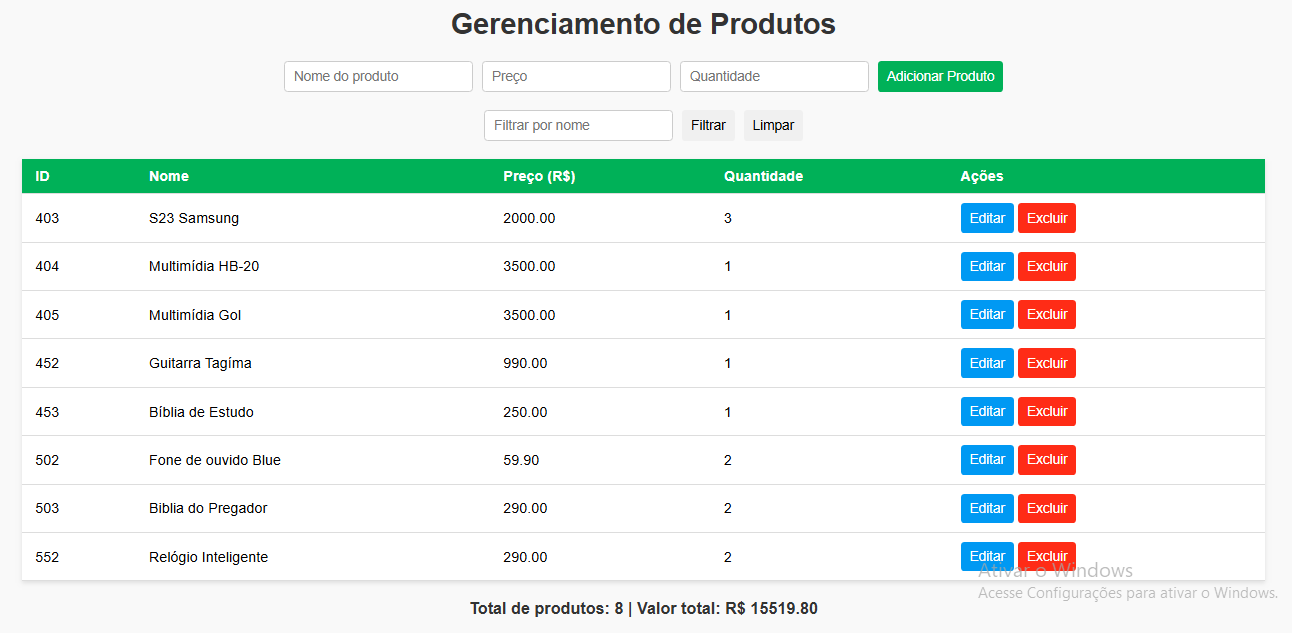 Gerenciamento de Produtos
Nome do produto Preço Quantidade Adicionar Produto
Filtrar por nome Filtrar Limpar
ID Nome Preço (R$) Quantidade Ações
403 S23 Samsung 2000.00 3 Editar Excluir
404 Multimídia HB-20 3500.00 1 Editar Excluir
405 Multimídia Gol 3500.00 1 Editar Excluir
452 Guitarra Tagíma 990.00 1 Editar Excluir
453 Bíblia de Estudo 250.00 1 Editar Excluir
502 Fone de ouvido Blue 59.90 2 Editar Excluir
503 Biblia do Pregador 290.00 2 Editar Excluir
552 Relógio Inteligente 290.00 2 Editar Excluir
Ativar o Windows
Acesse Configurações para ativar o Windows.
Total de produtos: 8 | Valor total: R$ 15519.80